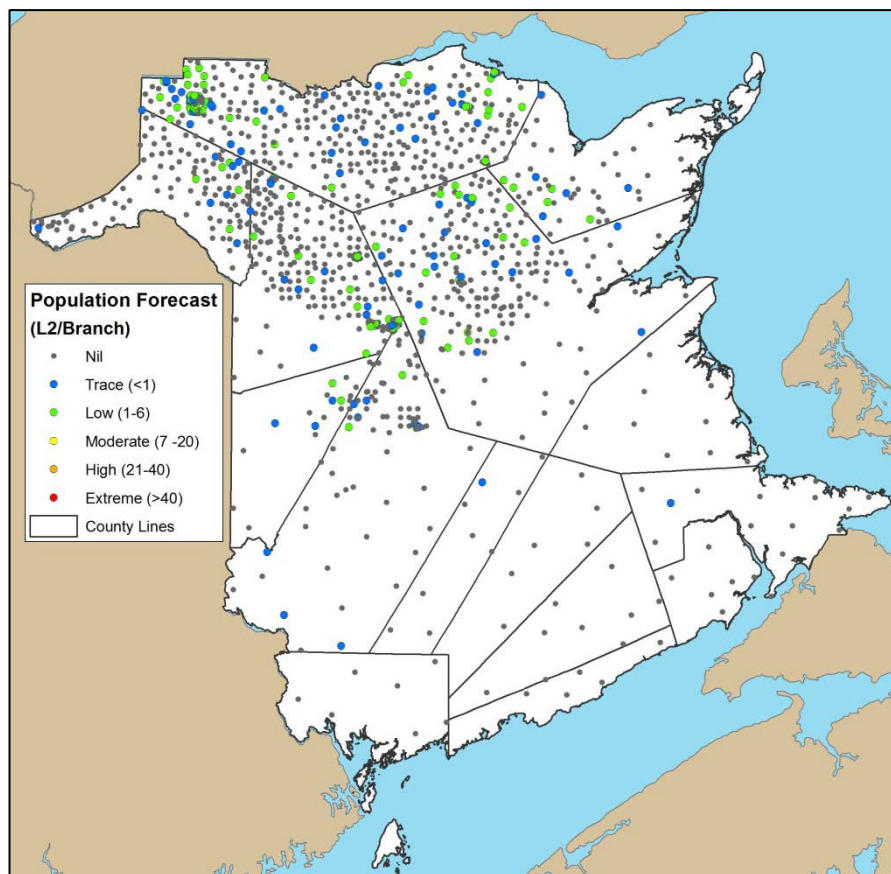 Population Forecast
(L2/Branch)
Nil
Trace (<1)
Low (1-6)
Moderate (7 -20)
High (21-40)
Extreme (>40)
County Lines